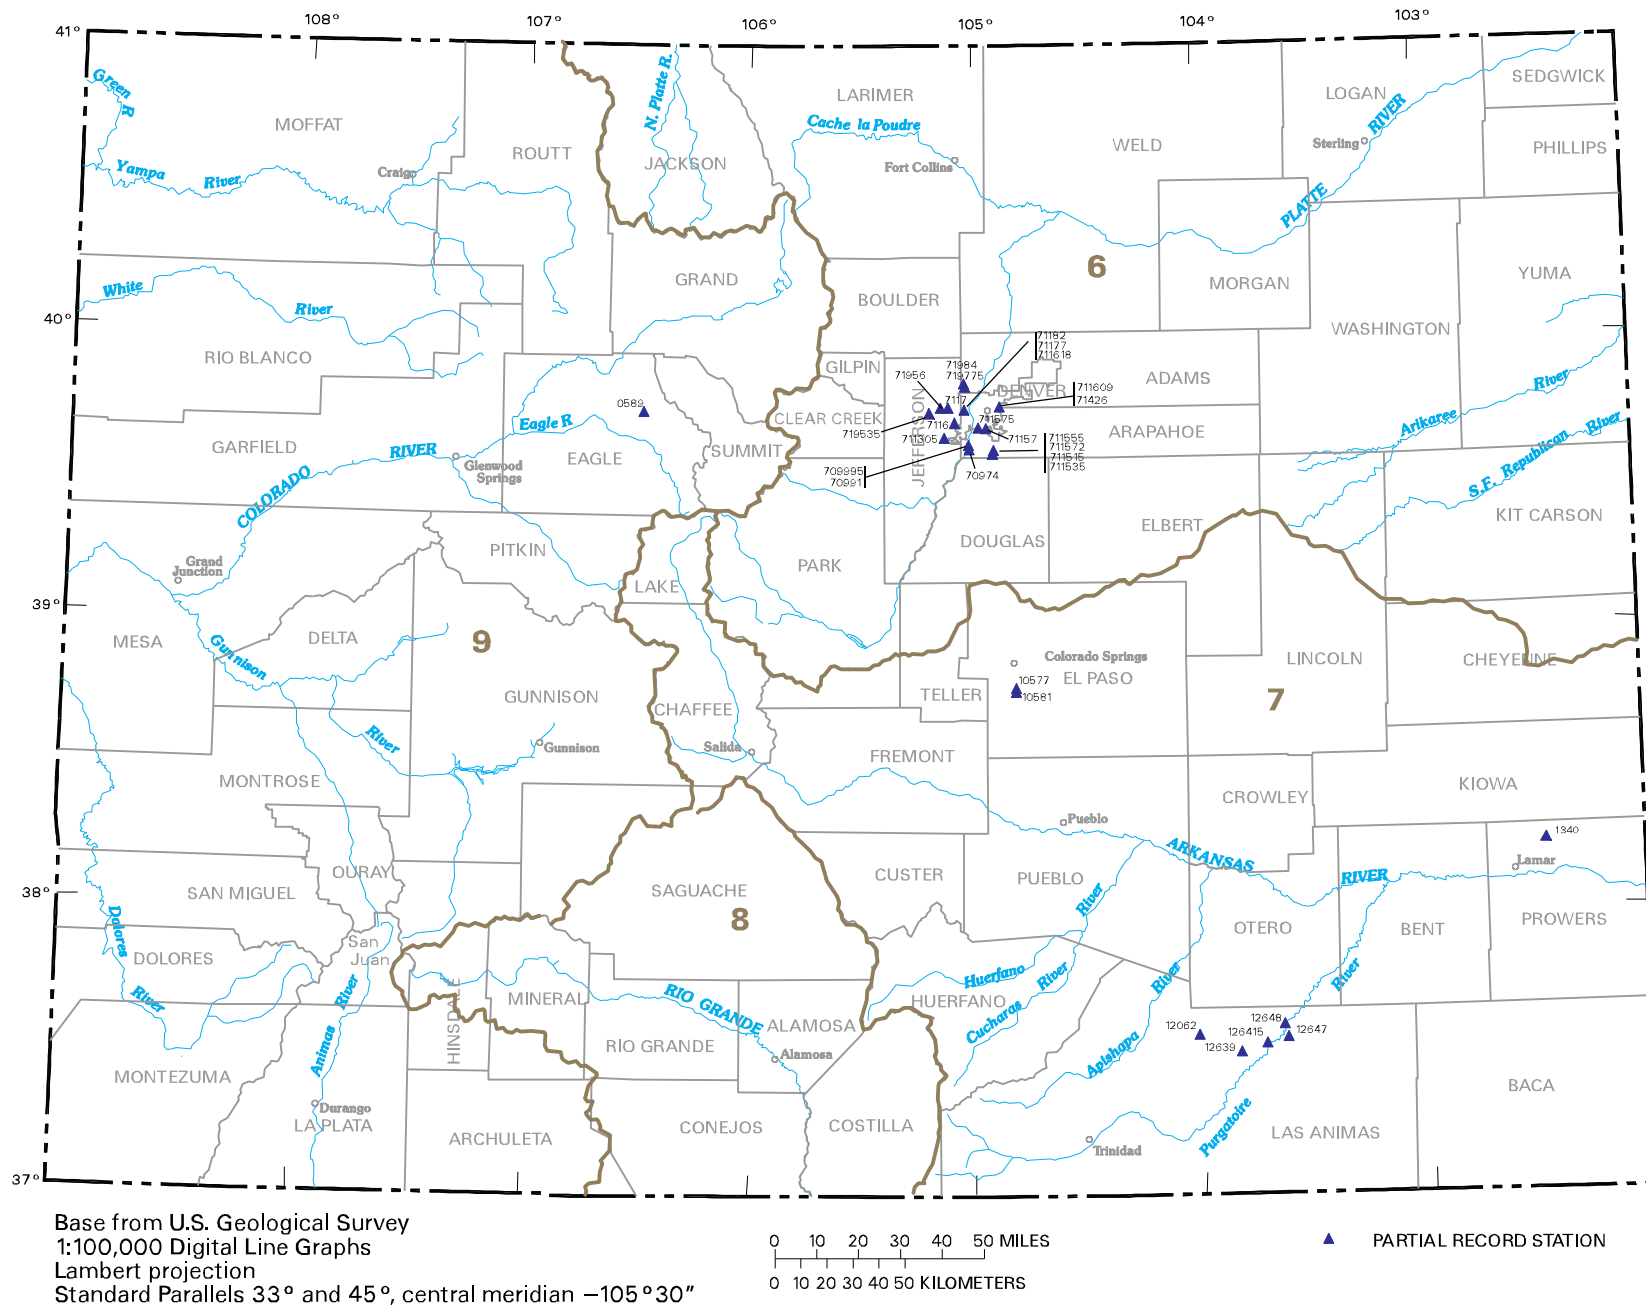 108°
107°
106°
105°
104°
103°
41°
Green
R
MOFFAT
ROUTT
N. Platte R.
JACKSON
LARIMER
Cache la Poudre
Fort Collins
WELD
LOGAN
RIVER
Sterling
SEDGWICK
PHILLIPS
Craig
Yampa
River
PLATTE
6
GRAND
BOULDER
MORGAN
YUMA
White
River
40°
RIO BLANCO
WASHINGTON
GILPIN
71182
71177
711618
71984
719775
71956
7117
DENVER
711609
71426
ADAMS
River
0589
Eagle R
CLEAR CREEK
719535
7116
711305
711575
71157
ARAPAHOE
Arikaree
River
GARFIELD
RIVER
EAGLE
SUMMIT
JEFFERSON
711555
711572
711515
711535
S.F. Republican
Glenwood
Springs
709995
70991
70974
COLORADO
PITKIN
DOUGLAS
ELBERT
KIT CARSON
Grand
Junction
PARK
LAKE
39°
MESA
DELTA
Gunnison
9
Colorado Springs
EL PASO
LINCOLN
CHEYENNE
10577
10581
GUNNISON
CHAFFEE
TELLER
7
River
Gunnison
Salida
FREMONT
MONTROSE
CROWLEY
KIOWA
Pueblo
1340
ARKANSAS
Lamar
OURAY
SAN MIGUEL
SAGUACHE
CUSTER
PUEBLO
RIVER
38°
8
River
Dolores
OTERO
BENT
PROWERS
San
Juan
DOLORES
River
Animas
River
HINSDALE
MINERAL
RIO GRANDE
ALAMOSA
Huerfano
River
HUERFANO
Cucharas
River
River
12062
12648
126415
12647
12639
RIO GRANDE
Alamosa
Apishapa
MONTEZUMA
BACA
Durango
LA PLATA
ARCHULETA
CONEJOS
COSTILLA
Trinidad
Purgatoire
LAS ANIMAS
37°
Base from U.S. Geological Survey
1:100,000 Digital Line Graphs
Lambert projection
Standard Parallels 33° and 45°, central meridian –105°30″
0 10 20 30 40 50 MILES
0 10 20 30 40 50 KILOMETERS
PARTIAL RECORD STATION